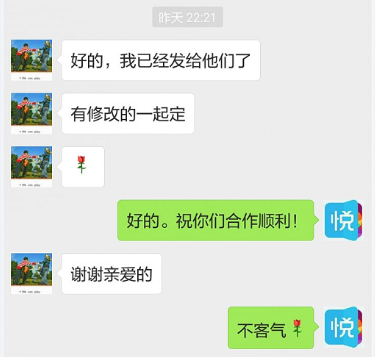 昨天 22:21
好的，我已经发给他们了
有修改的一起定
🌹
好的。祝你们合作顺利！
悦
谢谢亲爱的
不客气🌹
悦